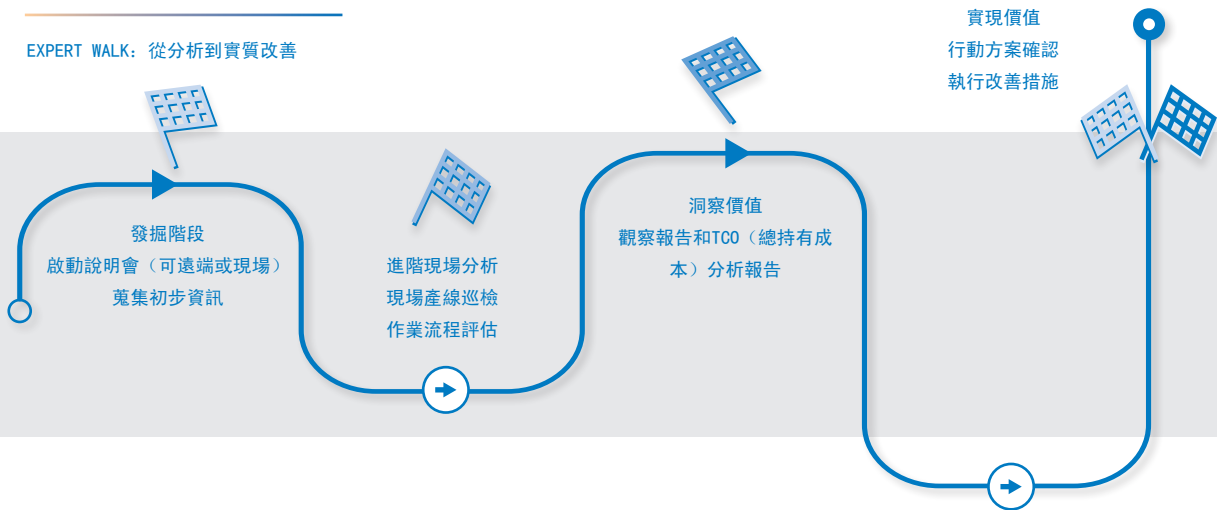 EXPERT WALK: 從分析到實質改善
發掘階段
啟動說明會（可遠端或現場）
蒐集初步資訊
進階現場分析
現場產線巡檢
作業流程評估
洞察價值
觀察報告和TCO（總持有成
本）分析報告
實現價值
行動方案確認
執行改善措施